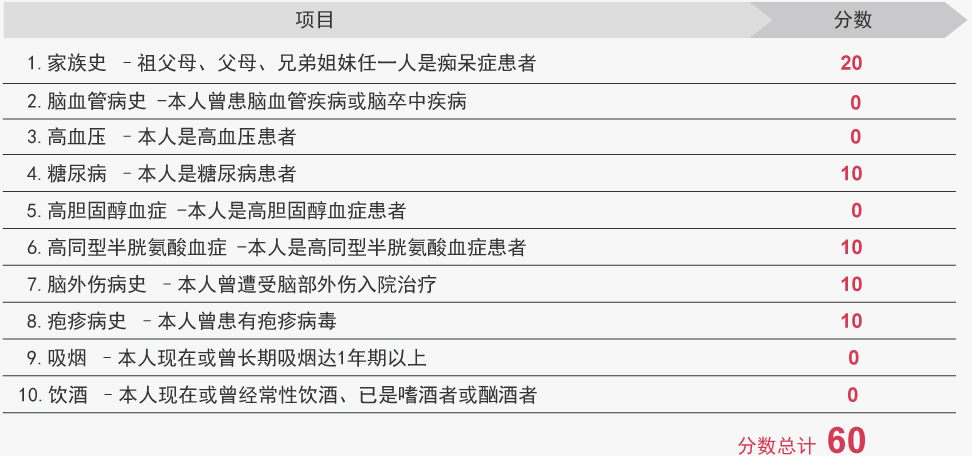 项目 分数
1.家族史 -祖父母、父母、兄弟姐妹任一人是痴呆症患者 20
2.脑血管病史 -本人曾患脑血管疾病或脑卒中疾病 0
3.高血压 -本人是高血压患者 0
4.糖尿病 -本人是糖尿病患者 10
5.高胆固醇血症 -本人是高胆固醇血症患者 0
6.高同型半胱氨酸血症 -本人是高同型半胱氨酸血症患者 10
7.脑外伤病史 -本人曾遭受脑部外伤入院治疗 10
8.疱疹病史 -本人曾患有疱疹病毒 10
9.吸烟 -本人现在或曾长期吸烟达1年期以上 0
10.饮酒 -本人现在或曾经常性饮酒、已是嗜酒者或酗酒者 0
分数总计 60